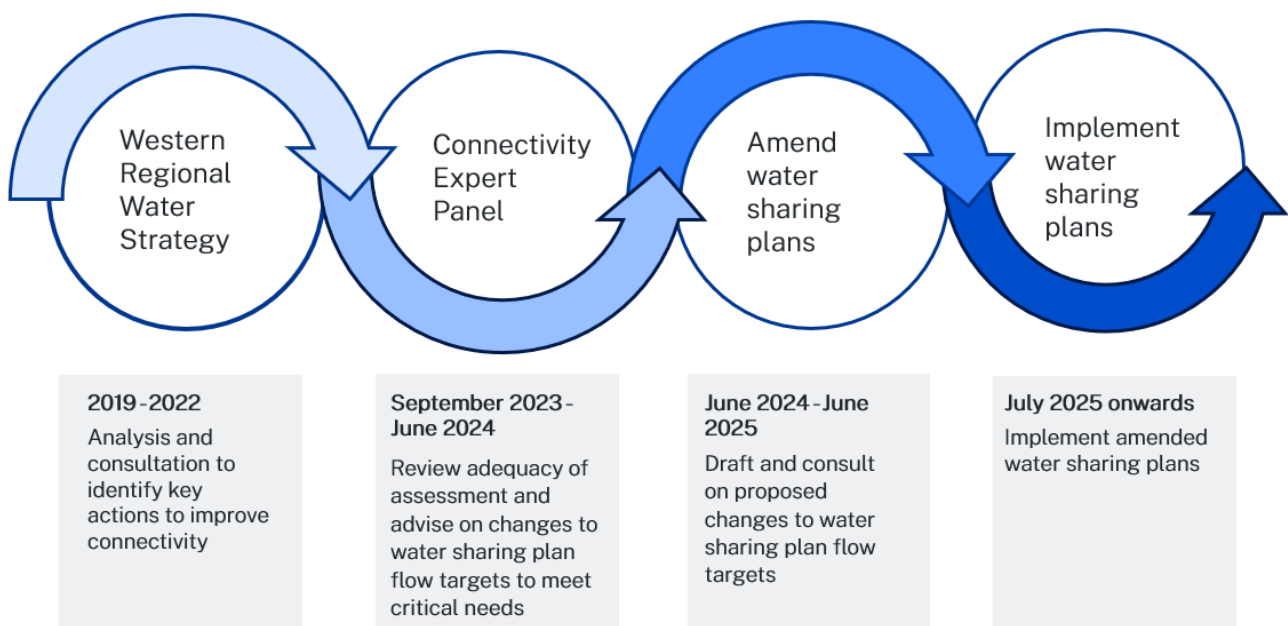 Western
Regional
Water
Strategy
Connectivity
Expert
Panel
Amend
water
sharing
plans
Implement
water
sharing
plans
2019-2022
Analysis and
consultation to
identify key
actions to improve
connectivity
September 2023-
June 2024
Review adequacy of
assessment and
advise on changes to
water sharing plan
flow targets to meet
critical needs
June 2024-June
2025
Draft and consult
on proposed
changes to water
sharing plan flow
targets
July 2025 onwards
Implement amended
water sharing plans